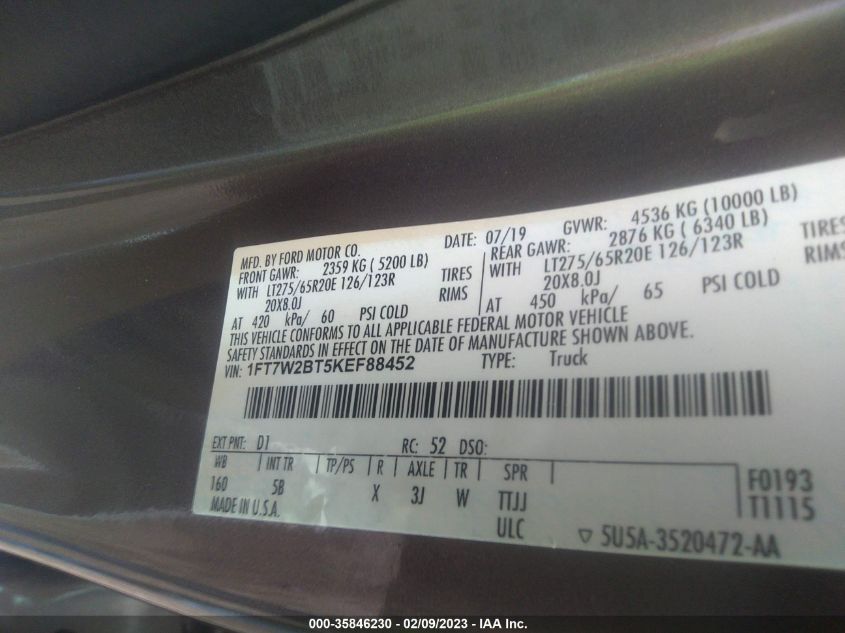 MFD. BY FORD MOTOR CO.
DATE: 07/19 GVWR: 4536 KG (10000 LB)
FRONT GAWR: 2359 KG ( 5200 LB) REAR GAWR: 2876 KG ( 6340 LB)
WITH LT275/65R20E 126/123R TIRES WITH LT275/65R20E 126/123R TIRES
20X8.0J RIMS 20X8.0J RIMS
AT 420 kPa/ 60 PSI COLD AT 450 kPa/ 65 PSI COLD
THIS VEHICLE CONFORMS TO ALL APPLICABLE FEDERAL MOTOR VEHICLE
SAFETY STANDARDS IN EFFECT ON THE DATE OF MANUFACTURE SHOWN ABOVE.
VIN: 1FT7W2BT5KEF88452 TYPE: Truck
EXT PNT: D1 RC: 52 DSO:
WB INT TR TP/PS R AXLE TR SPR
160 5B X 3J W TTJJ F0193
MADE IN U.S.A. ULC T1115
5U5A-3520472-AA
000-35846230 - 02/09/2023 - IAA Inc.